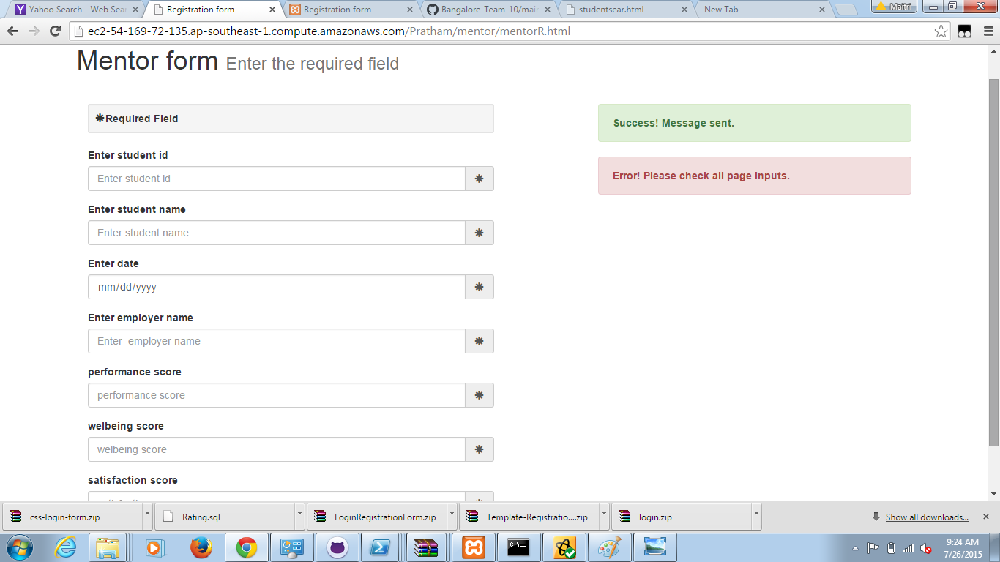 Yahoo Search - Web Sear
Registration form
Registration form
Bangalore-Team-10/main
studentsear.html
New Tab
Maitri
ec2-54-169-72-135.ap-southeast-1.compute.amazonaws.com/Pratham/mentor/mentorR.html
Mentor form Enter the required field
✱Required Field
Success! Message sent.
Error! Please check all page inputs.
Enter student id
Enter student id
Enter student name
Enter student name
Enter date
mm/dd/yyyy
Enter employer name
Enter employer name
performance score
performance score
welbeing score
welbeing score
satisfaction score
css-login-form.zip
Rating.sql
LoginRegistrationForm.zip
Template-Registratio....zip
login.zip
Show all downloads...
9:24 AM
7/26/2015